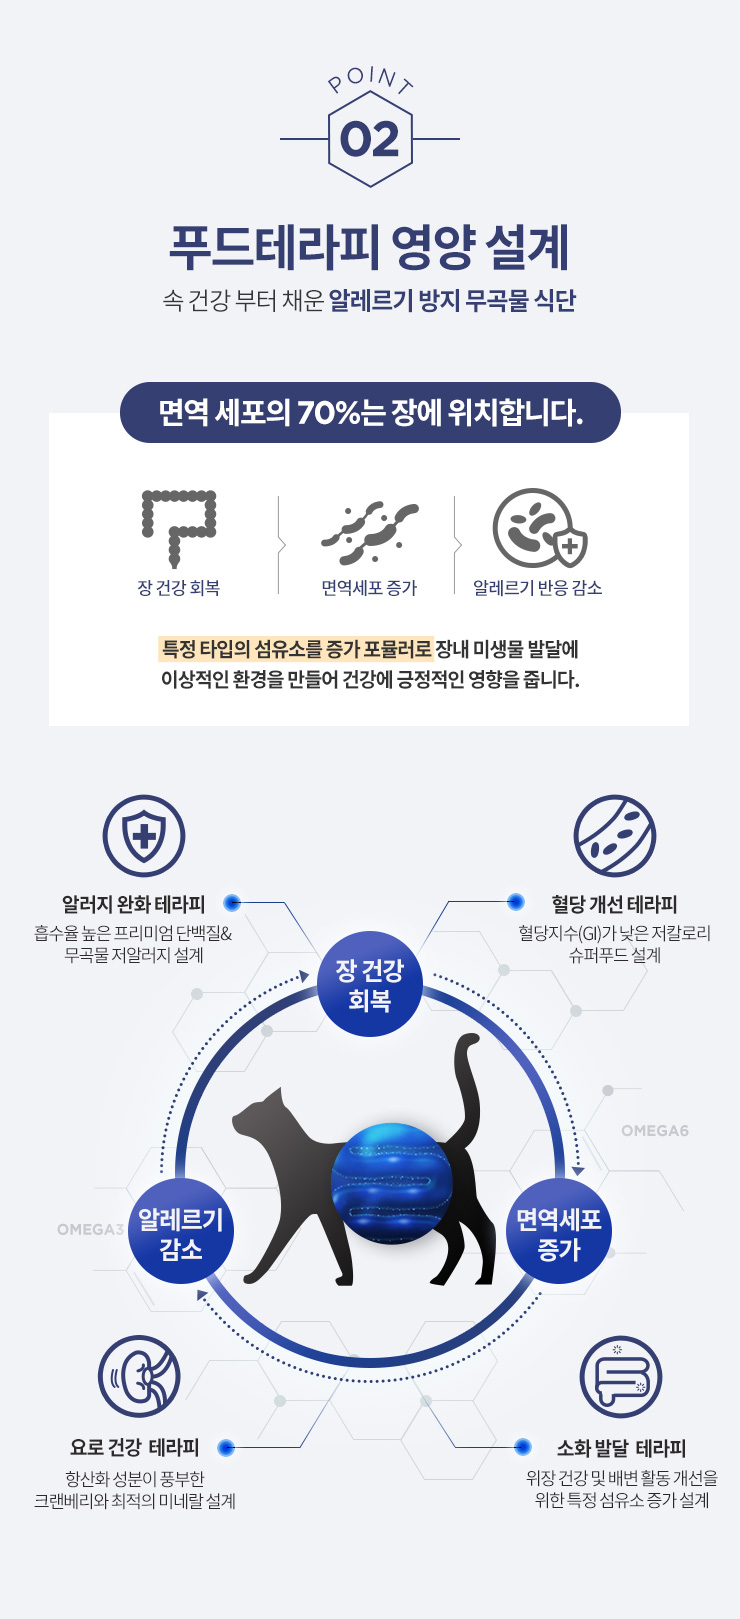 POINT
02
푸드테라피 영양 설계
속 건강 부터 채운 알레르기 방지 무곡물 식단
면역 세포의 70%는 장에 위치합니다.
장 건강 회복
면역세포 증가
알레르기 반응 감소
특정 타입의 섬유소를 증가 포뮬러로 장내 미생물 발달에
이상적인 환경을 만들어 건강에 긍정적인 영향을 줍니다.
알러지 완화 테라피
흡수율 높은 프리미엄 단백질&
무곡물 저알러지 설계
혈당 개선 테라피
혈당지수(GI)가 낮은 저칼로리
슈퍼푸드 설계
장 건강
회복
OMEGA6
OMEGA3
알레르기
감소
면역세포
증가
요로 건강 테라피
항산화 성분이 풍부한
크랜베리와 최적의 미네랄 설계
소화 발달 테라피
위장 건강 및 배변 활동 개선을
위한 특정 섬유소 증가 설계